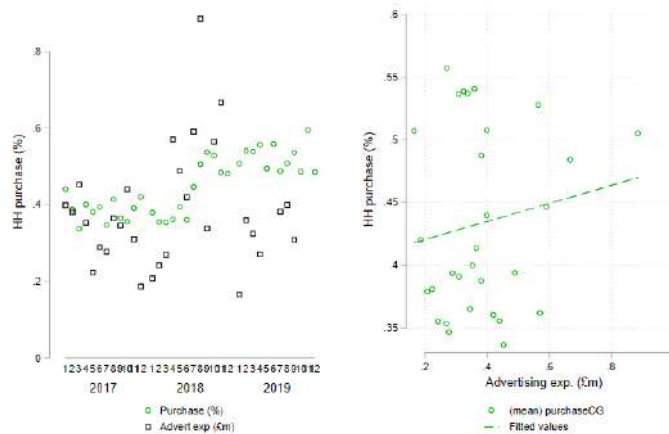 HH purchase (%)
.8
.6
.4
.2
0
1 2 3 4 5 6 7 8 9 10 11 12 1 2 3 4 5 6 7 8 9 10 11 12 1 2 3 4 5 6 7 8 9 10 11 12
2017 2018 2019
Purchase (%)
Advert exp (£m)
HH purchase (%)
.6
.55
.5
.45
.4
.35
.2 .4 .6 .8
Advertising exp. (£m)
(mean) purchaseCG
Fitted values